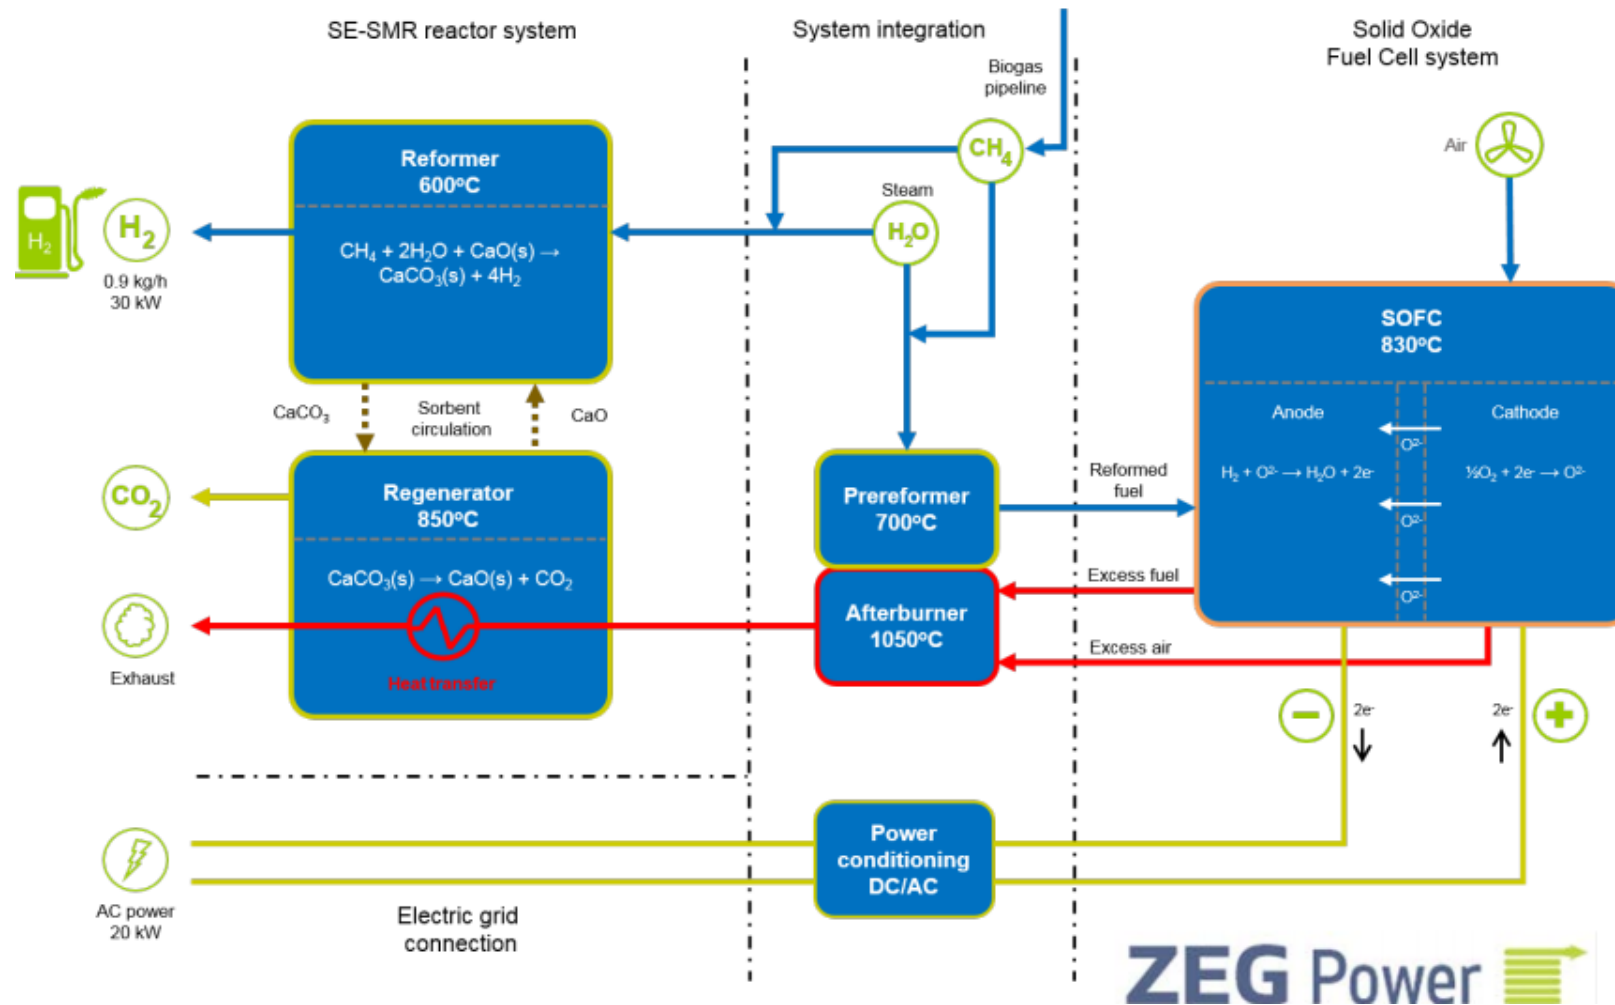 SE-SMR reactor system
System integration
Solid Oxide
Fuel Cell system
Biogas
pipeline
CH₄
Air
Steam
H₂O
Reformer
600ºC
CH₄ + 2H₂O + CaO(s) →
CaCO₃(s) + 4H₂
H₂
H₂
0.9 kg/h
30 kW
CaCO₃
Sorbent
circulation
CaO
SOFC
830ºC
Anode
Cathode
O²⁻
H₂ + O²⁻ → H₂O + 2e⁻
½O₂ + 2e⁻ → O²⁻
O²⁻
O²⁻
CO₂
Regenerator
850ºC
CaCO₃(s) → CaO(s) + CO₂
Heat transfer
Exhaust
Prereformer
700ºC
Reformed
fuel
Afterburner
1050ºC
Excess fuel
Excess air
2e⁻
2e⁻
Power
conditioning
DC/AC
AC power
20 kW
Electric grid
connection
ZEG Power